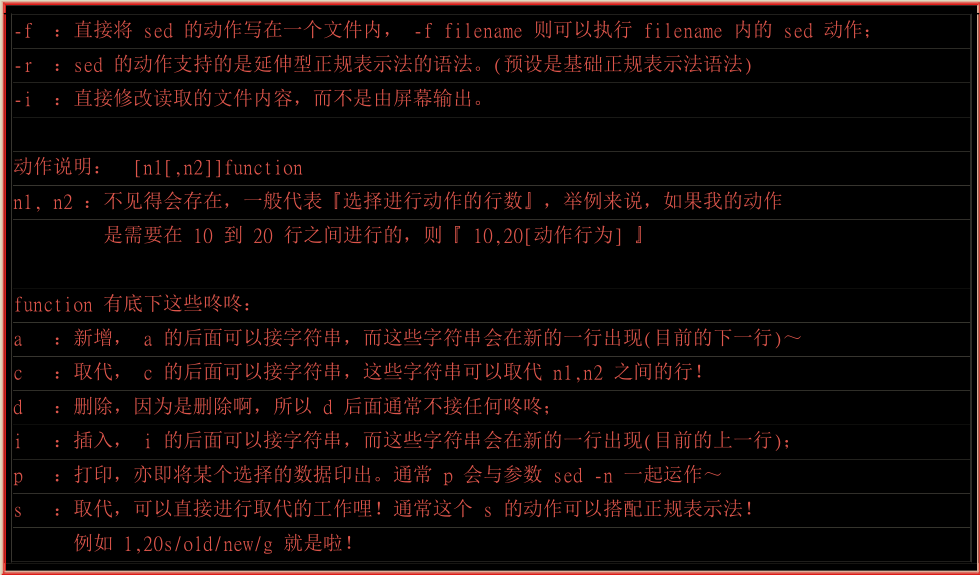 -f  ：直接将 sed 的动作写在一个文件内， -f filename 则可以执行 filename 内的 sed 动作；
-r  ：sed 的动作支持的是延伸型正规表示法的语法。(预设是基础正规表示法语法)
-i  ：直接修改读取的文件内容，而不是由屏幕输出。
动作说明：  [n1[,n2]]function
n1, n2 ：不见得会存在，一般代表『选择进行动作的行数』，举例来说，如果我的动作
是需要在 10 到 20 行之间进行的，则『 10,20[动作行为] 』
function 有底下这些咚咚：
a   ：新增， a 的后面可以接字符串，而这些字符串会在新的一行出现(目前的下一行)～
c   ：取代， c 的后面可以接字符串，这些字符串可以取代 n1,n2 之间的行！
d   ：删除，因为是删除啊，所以 d 后面通常不接任何咚咚；
i   ：插入， i 的后面可以接字符串，而这些字符串会在新的一行出现(目前的上一行)；
p   ：打印，亦即将某个选择的数据印出。通常 p 会与参数 sed -n 一起运作～
s   ：取代，可以直接进行取代的工作哩！通常这个 s 的动作可以搭配正规表示法！
例如 1,20s/old/new/g 就是啦！